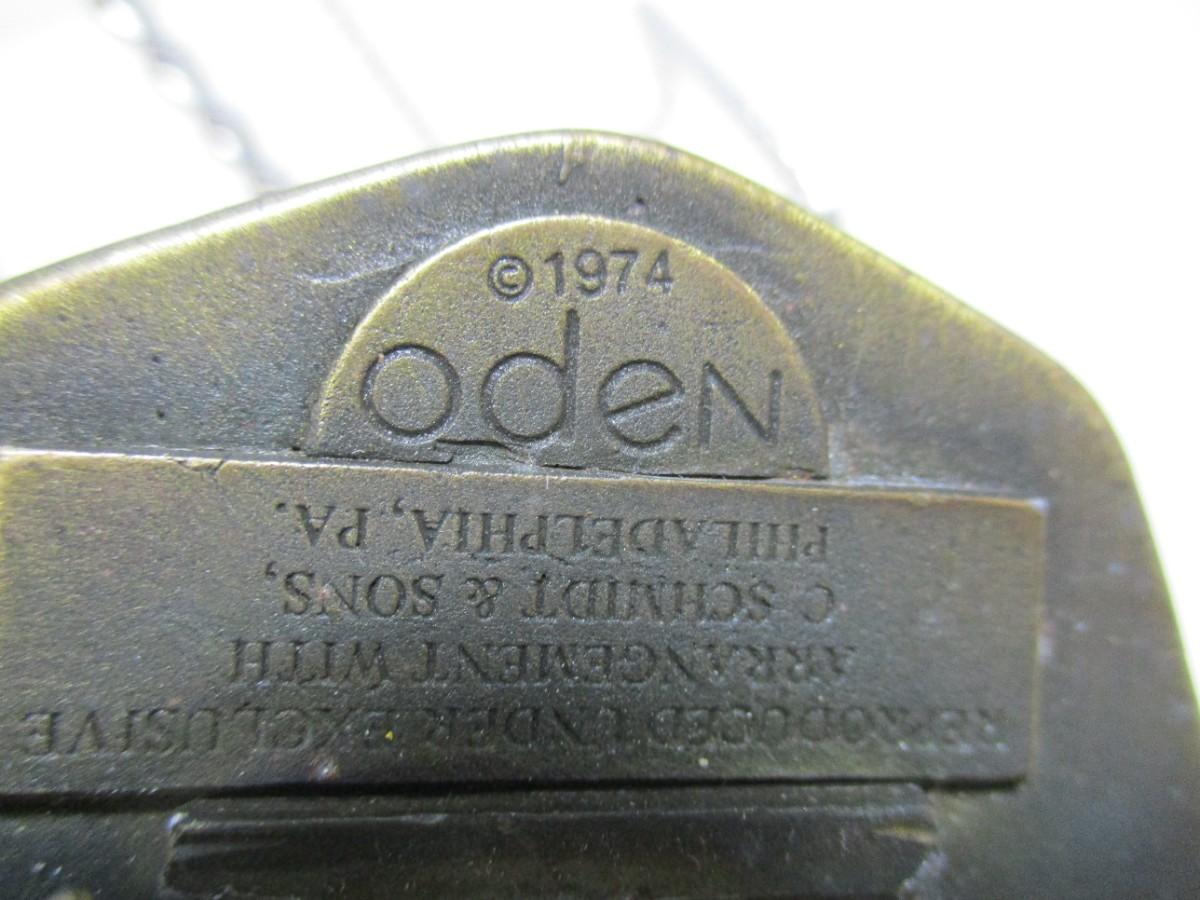 ©1974
oden
REPRODUCED UNDER EXCLUSIVE
ARRANGEMENT WITH
C SCHMIDT & SONS,
PHILADELPHIA, PA.